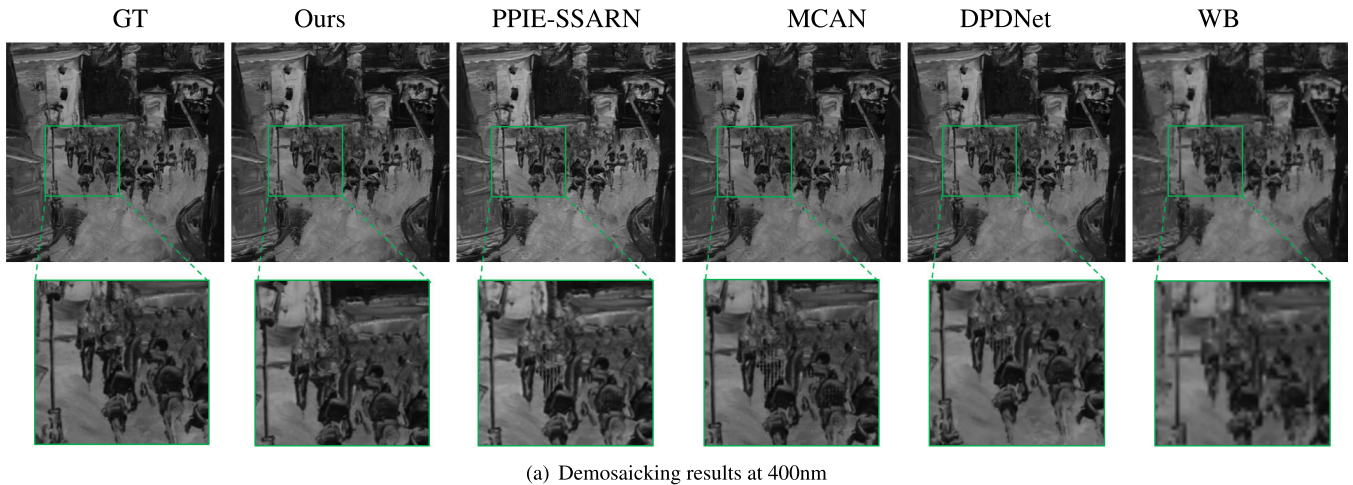 GT Ours PPIE-SSARN MCAN DPDNet WB
(a) Demosaicking results at 400nm